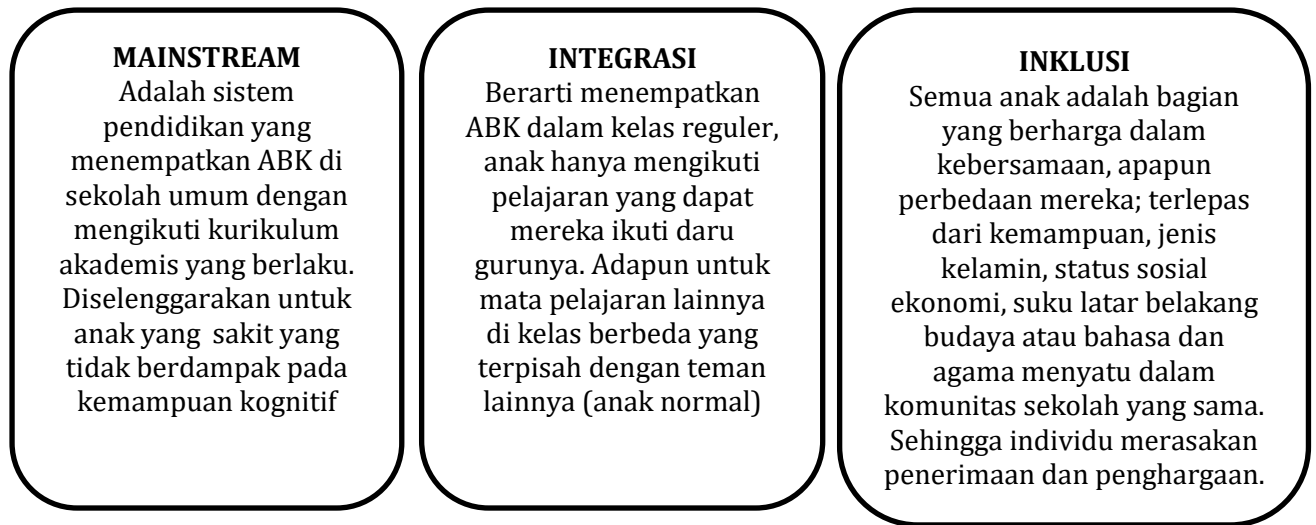 MAINSTREAM
Adalah sistem
pendidikan yang
menempatkan ABK di
sekolah umum dengan
mengikuti kurikulum
akademis yang berlaku.
Diselenggarakan untuk
anak yang sakit yang
tidak berdampak pada
kemampuan kognitif
INTEGRASI
Berarti menempatkan
ABK dalam kelas reguler,
anak hanya mengikuti
pelajaran yang dapat
mereka ikuti daru
gurunya. Adapun untuk
mata pelajaran lainnya
di kelas berbeda yang
terpisah dengan teman
lainnya (anak normal)
INKLUSI
Semua anak adalah bagian
yang berharga dalam
kebersamaan, apapun
perbedaan mereka; terlepas
dari kemampuan, jenis
kelamin, status sosial
ekonomi, suku latar belakang
budaya atau bahasa dan
agama menyatu dalam
komunitas sekolah yang sama.
Sehingga individu merasakan
penerimaan dan penghargaan.